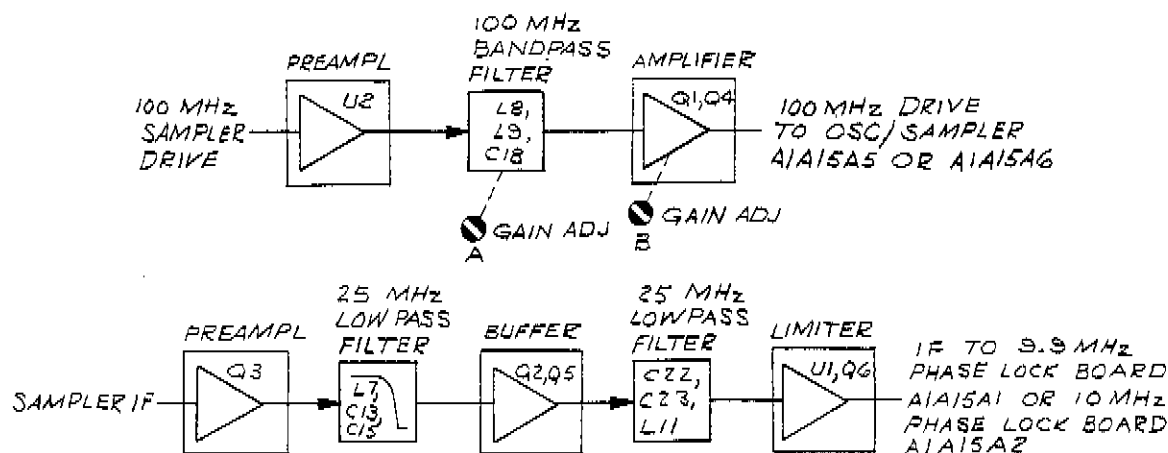 100 MHz
SAMPLER
DRIVE
PREAMPL
U2
100 MHz
BANDPASS
FILTER
L8,
L9,
C18
A
GAIN ADJ
AMPLIFIER
Q1,Q4
B
GAIN ADJ
100 MHz DRIVE
TO OSC/SAMPLER
A1A15A5 OR A1A15A6
SAMPLER IF
PREAMPL
Q3
25 MHz
LOWPASS
FILTER
L7,
C13,
C15
BUFFER
Q2,Q5
25 MHz
LOWPASS
FILTER
C22,
C23,
L11
LIMITER
U1,Q6
IF TO 9.9 MHz
PHASE LOCK BOARD
A1A15A1 OR 10 MHz
PHASE LOCK BOARD
A1A15A2